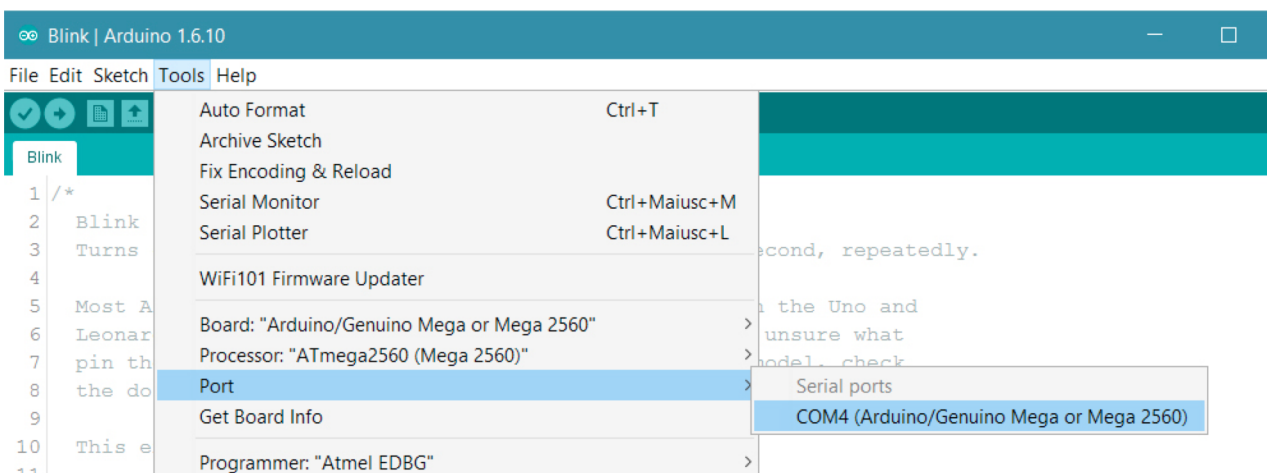 Blink | Arduino 1.6.10
File Edit Sketch Tools Help
Auto Format Ctrl+T
Archive Sketch
Fix Encoding & Reload
Serial Monitor Ctrl+Maiusc+M
Serial Plotter Ctrl+Maiusc+L
WiFi101 Firmware Updater
Board: "Arduino/Genuino Mega or Mega 2560"
Processor: "ATmega2560 (Mega 2560)"
Port
Get Board Info
Programmer: "Atmel EDBG"
Serial ports
COM4 (Arduino/Genuino Mega or Mega 2560)
Blink
1 /*
2 Blink
3 Turns econd, repeatedly.
4
5 Most A the Uno and
6 Leonar unsure what
7 pin th model, check
8 the do
9
10 This e